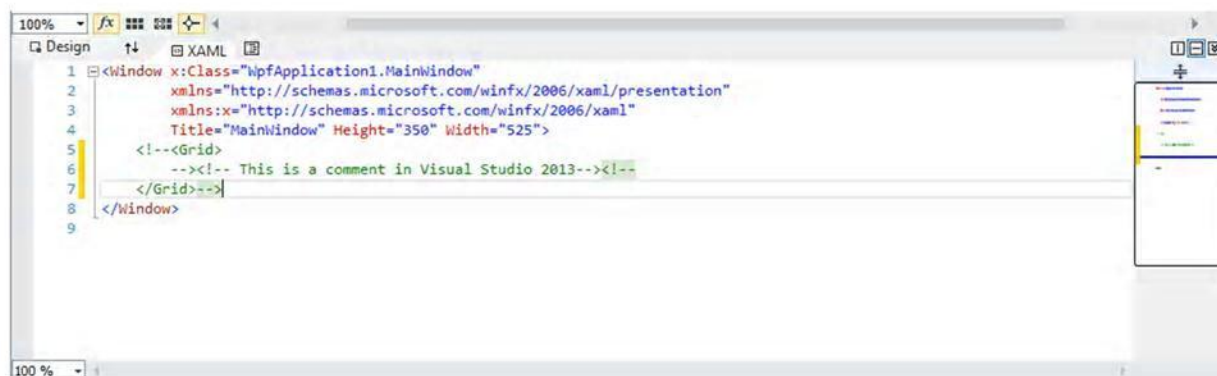 100%
fx
Design XAML
1 <Window x:Class="WpfApplication1.MainWindow"
2 xmlns="http://schemas.microsoft.com/winfx/2006/xaml/presentation"
3 xmlns:x="http://schemas.microsoft.com/winfx/2006/xaml"
4 Title="MainWindow" Height="350" Width="525">
5 <!--<Grid>
6 --><!-- This is a comment in Visual Studio 2013--><!--
7 </Grid>-->
8 </Window>
9
100 %